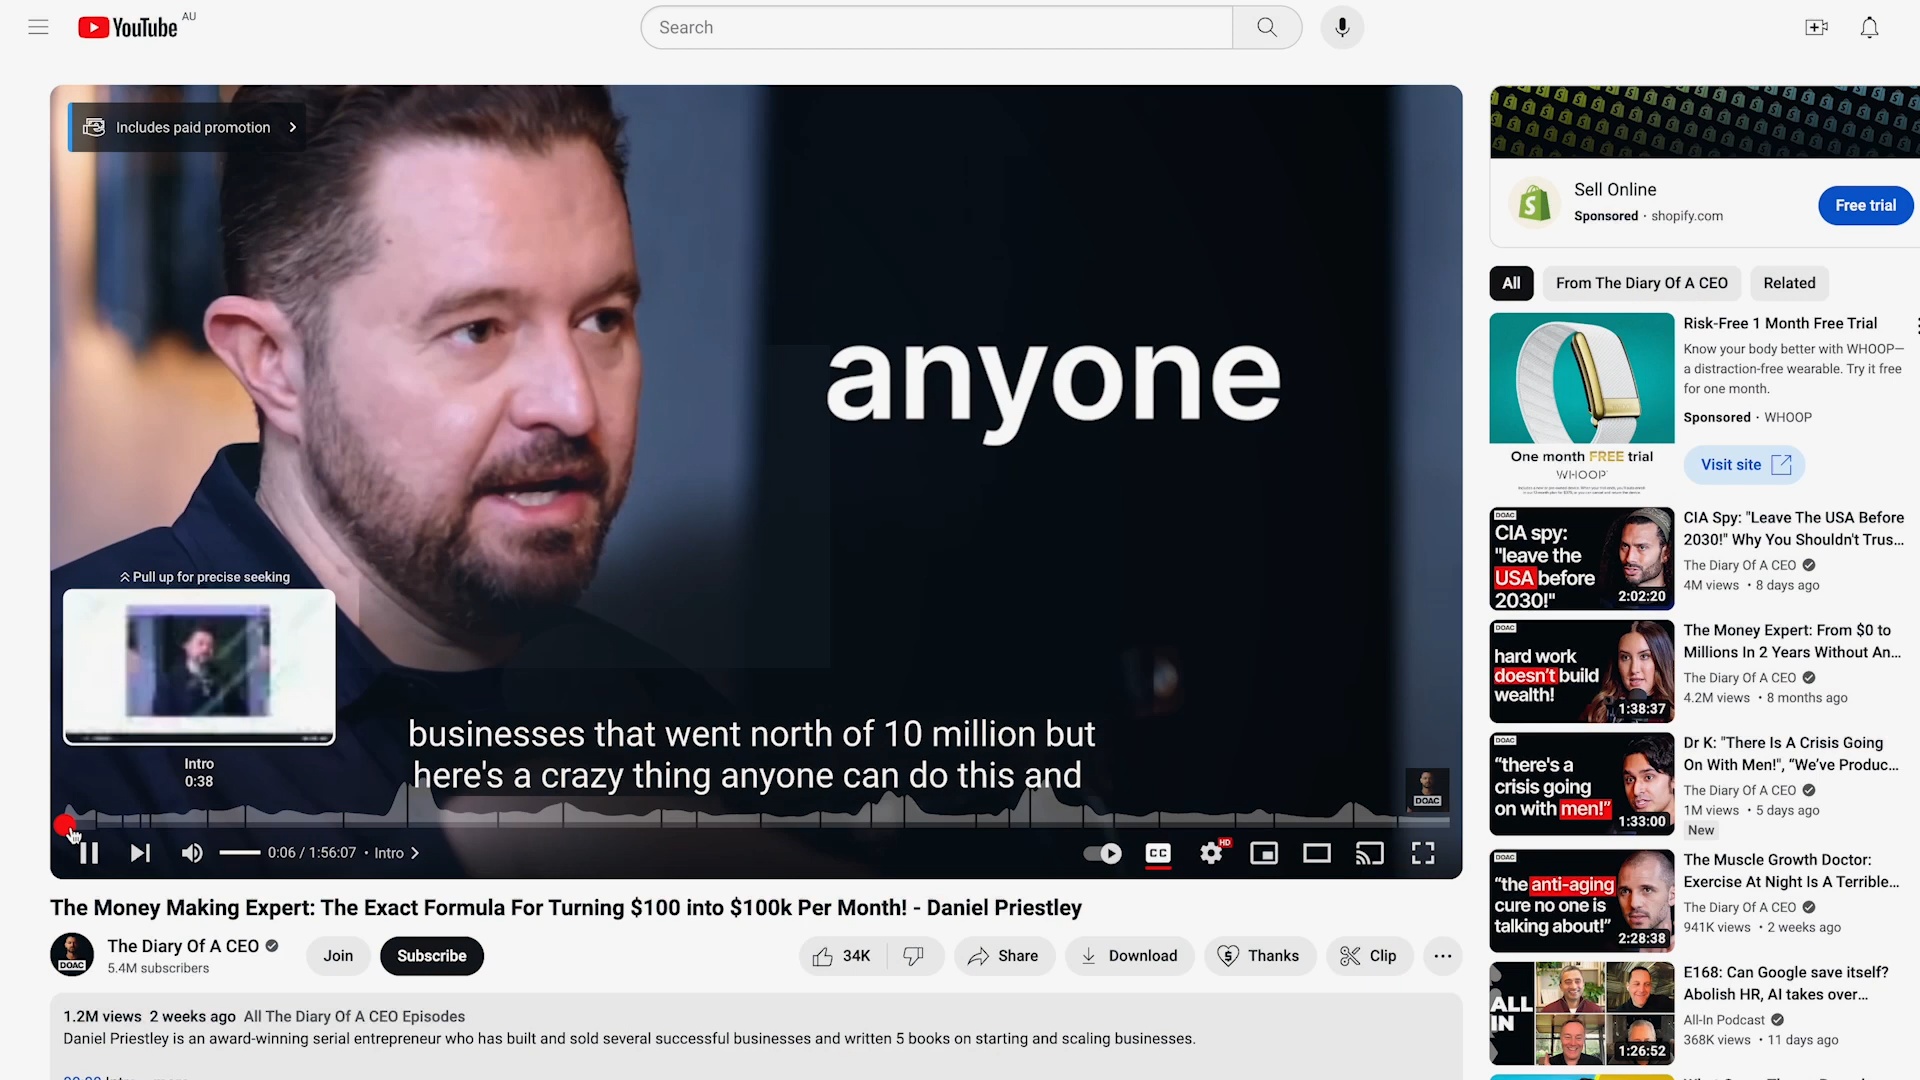 YouTube AU
Search
Includes paid promotion
anyone
Pull up for precise seeking
Intro
0:38
businesses that went north of 10 million but
here's a crazy thing anyone can do this and
DOAC
0:06 / 1:56:07 • Intro
CC
HD
The Money Making Expert: The Exact Formula For Turning $100 into $100k Per Month! - Daniel Priestley
DOAC
The Diary Of A CEO
5.4M subscribers
Join
Subscribe
34K
Share
Download
Thanks
Clip
1.2M views 2 weeks ago All The Diary Of A CEO Episodes
Daniel Priestley is an award-winning serial entrepreneur who has built and sold several successful businesses and written 5 books on starting and scaling businesses.
Sell Online
Sponsored · shopify.com
Free trial
All
From The Diary Of A CEO
Related
One month FREE trial
WHOOP
Risk-Free 1 Month Free Trial
Know your body better with WHOOP—
a distraction-free wearable. Try it free
for one month.
Sponsored · WHOOP
Visit site
DOAC
CIA spy:
"leave the
USA before
2030!"
2:02:20
CIA Spy: "Leave The USA Before
2030!" Why You Shouldn't Trus...
The Diary Of A CEO
4M views • 8 days ago
DOAC
hard work
doesn't build
wealth!
1:38:37
The Money Expert: From $0 to
Millions In 2 Years Without An...
The Diary Of A CEO
4.2M views • 8 months ago
DOAC
"there's a
crisis going
on with men!"
1:33:00
Dr K: "There Is A Crisis Going
On With Men!", “We’ve Produc...
The Diary Of A CEO
1M views • 5 days ago
New
DOAC
"the anti-aging
cure no one is
talking about!"
2:28:38
The Muscle Growth Doctor:
Exercise At Night Is A Terrible...
The Diary Of A CEO
941K views • 2 weeks ago
ALL
IN
1:26:52
E168: Can Google save itself?
Abolish HR, AI takes over...
All-In Podcast
368K views • 11 days ago